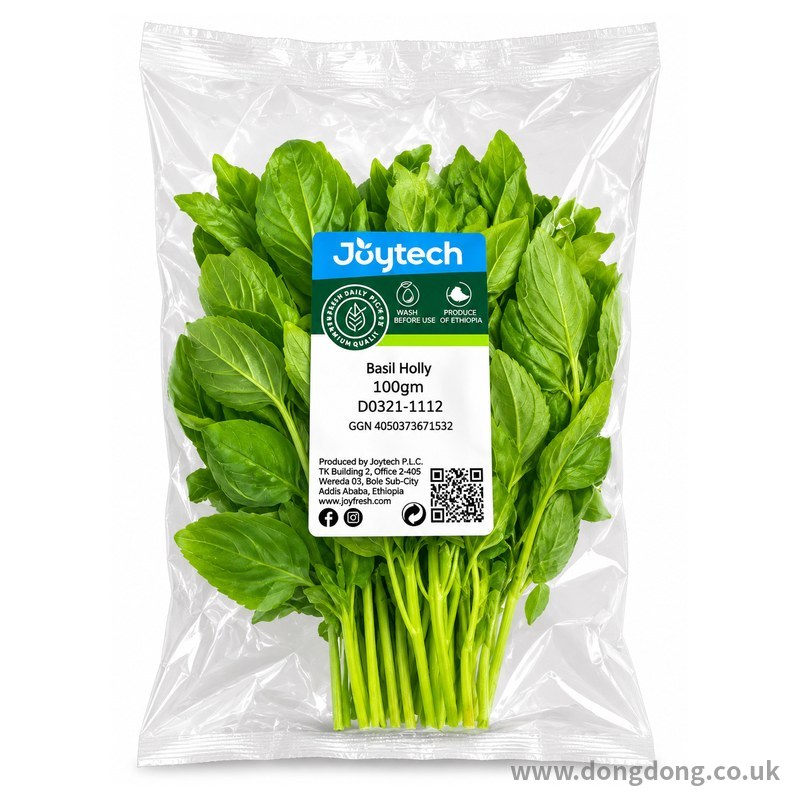 Joytech
FRESH DAILY PICK
PREMIUM QUALITY
WASH
BEFORE USE
PRODUCE
OF ETHIOPIA
Basil Holly
100gm
D0321-1112
GGN 4050373671532
Produced by Joytech P.L.C.
TK Building 2, Office 2-405
Wereda 03, Bole Sub-City
Addis Ababa, Ethiopia
www.joyfresh.com
www.dongdong.co.uk